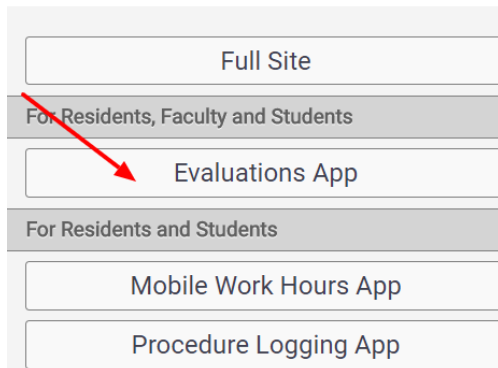 Full Site
For Residents, Faculty and Students
Evaluations App
For Residents and Students
Mobile Work Hours App
Procedure Logging App